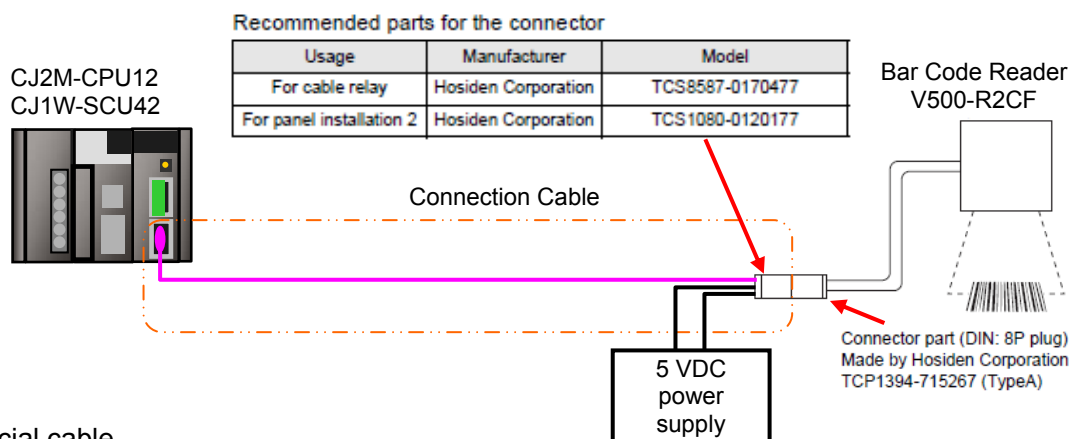 Recommended parts for the connector
Usage Manufacturer Model
For cable relay Hosiden Corporation TCS8587-0170477
For panel installation 2 Hosiden Corporation TCS1080-0120177
CJ2M-CPU12
CJ1W-SCU42
Bar Code Reader
V500-R2CF
Connection Cable
Connector part (DIN: 8P plug)
Made by Hosiden Corporation
TCP1394-715267 (TypeA)
5 VDC
power
supply
cial cable